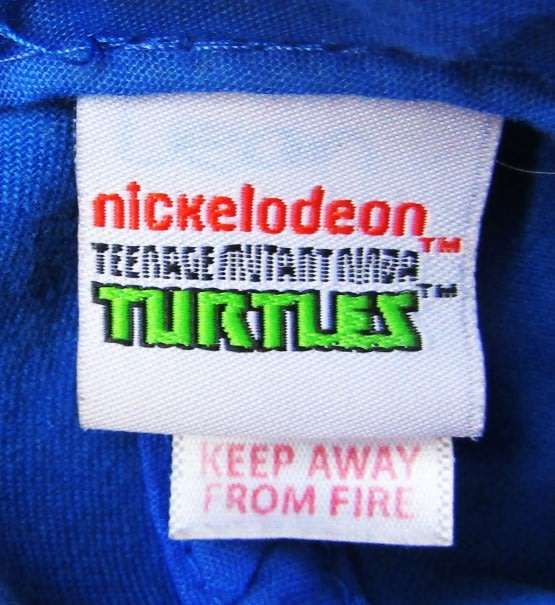 nickelodeon™
TEENAGE MUTANT NINJA
TURTLES™
KEEP AWAY
FROM FIRE